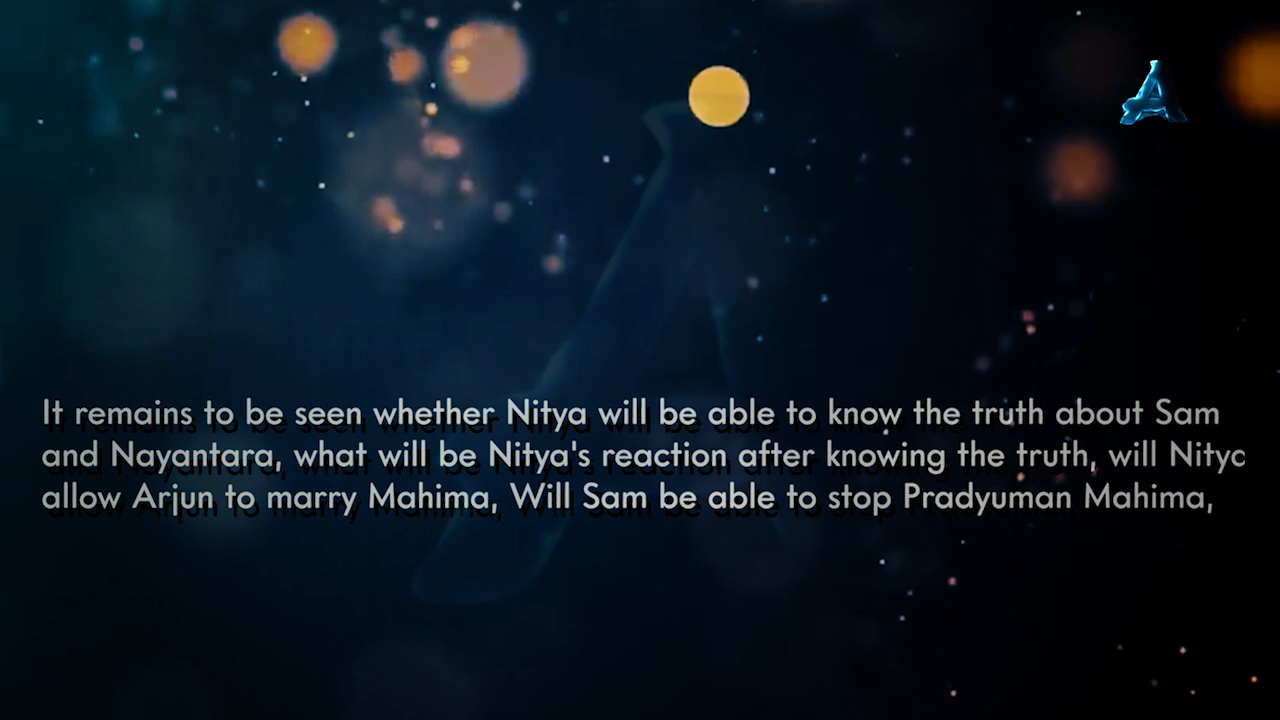 It remains to be seen whether Nitya will be able to know the truth about Sam
and Nayantara, what will be Nitya's reaction after knowing the truth, will Nitya
allow Arjun to marry Mahima, Will Sam be able to stop Pradyuman Mahima,